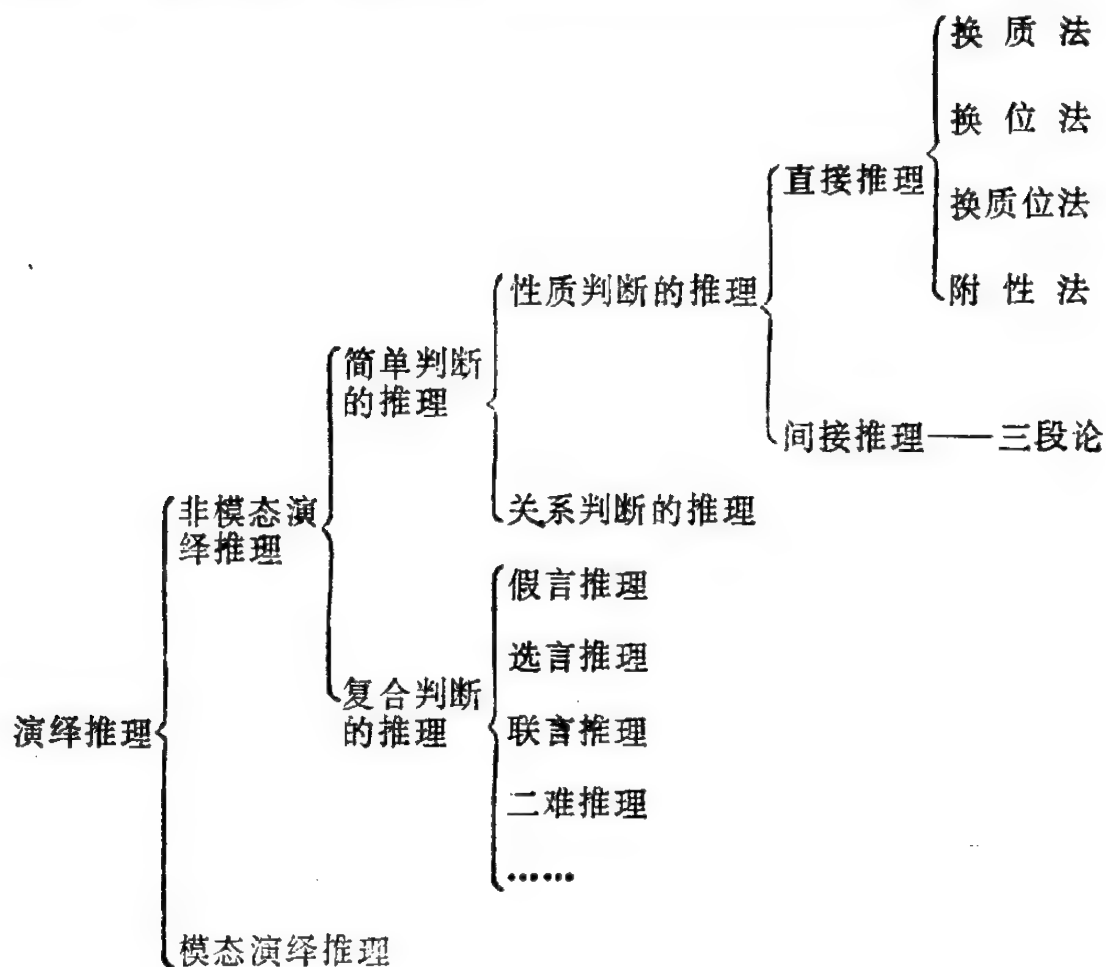 换质法
换位法
直接推理
换质位法
性质判断的推理
附性法
简单判断
的推理
间接推理——三段论
非模态演
绎推理
关系判断的推理
假言推理
选言推理
复合判断
的推理
演绎推理
联言推理
二难推理
……
模态演绎推理